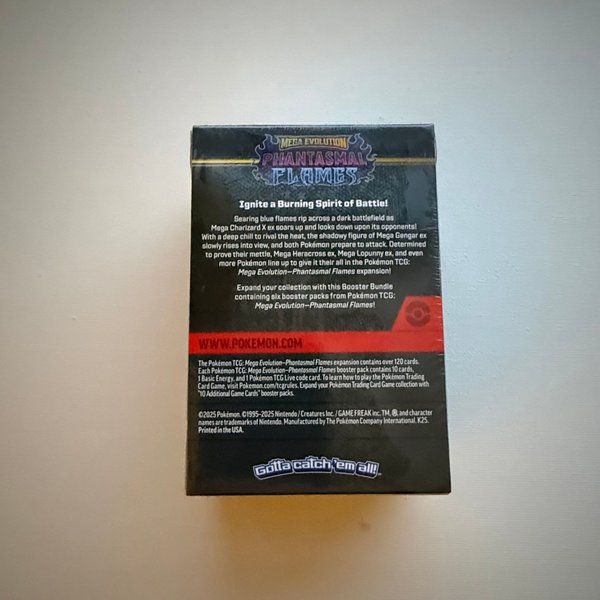 MEGA EVOLUTION
PHANTASMAL
FLAMES
Ignite a Burning Spirit of Battle!
Searing blue flames rip across a dark battlefield as
Mega Charizard X ex soars up and looks down upon its opponents!
With a deep chill to rival the heat, the shadowy figure of Mega Gengar ex
slowly rises into view, and both Pokémon prepare to attack. Determined
to prove their mettle, Mega Heracross ex, Mega Lopunny ex, and even
more Pokémon line up to give it their all in the Pokémon TCG:
Mega Evolution—Phantasmal Flames expansion!
Expand your collection with this Booster Bundle
containing six booster packs from Pokémon TCG:
Mega Evolution—Phantasmal Flames!
WWW.POKEMON.COM
The Pokémon TCG: Mega Evolution—Phantasmal Flames expansion contains over 120 cards.
Each Pokémon TCG: Mega Evolution—Phantasmal Flames booster pack contains 10 cards,
1 Basic Energy, and 1 Pokémon TCG Live code card. To learn how to play the Pokémon Trading
Card Game, visit Pokemon.com/tcgrules. Expand your Pokémon Trading Card Game collection with
"10 Additional Game Cards" booster packs.
©2025 Pokémon. ©1995-2025 Nintendo / Creatures Inc. / GAME FREAK inc. TM, ®, and character
names are trademarks of Nintendo. Manufactured by The Pokémon Company International. K25.
Printed in the USA.
Gotta catch 'em all!